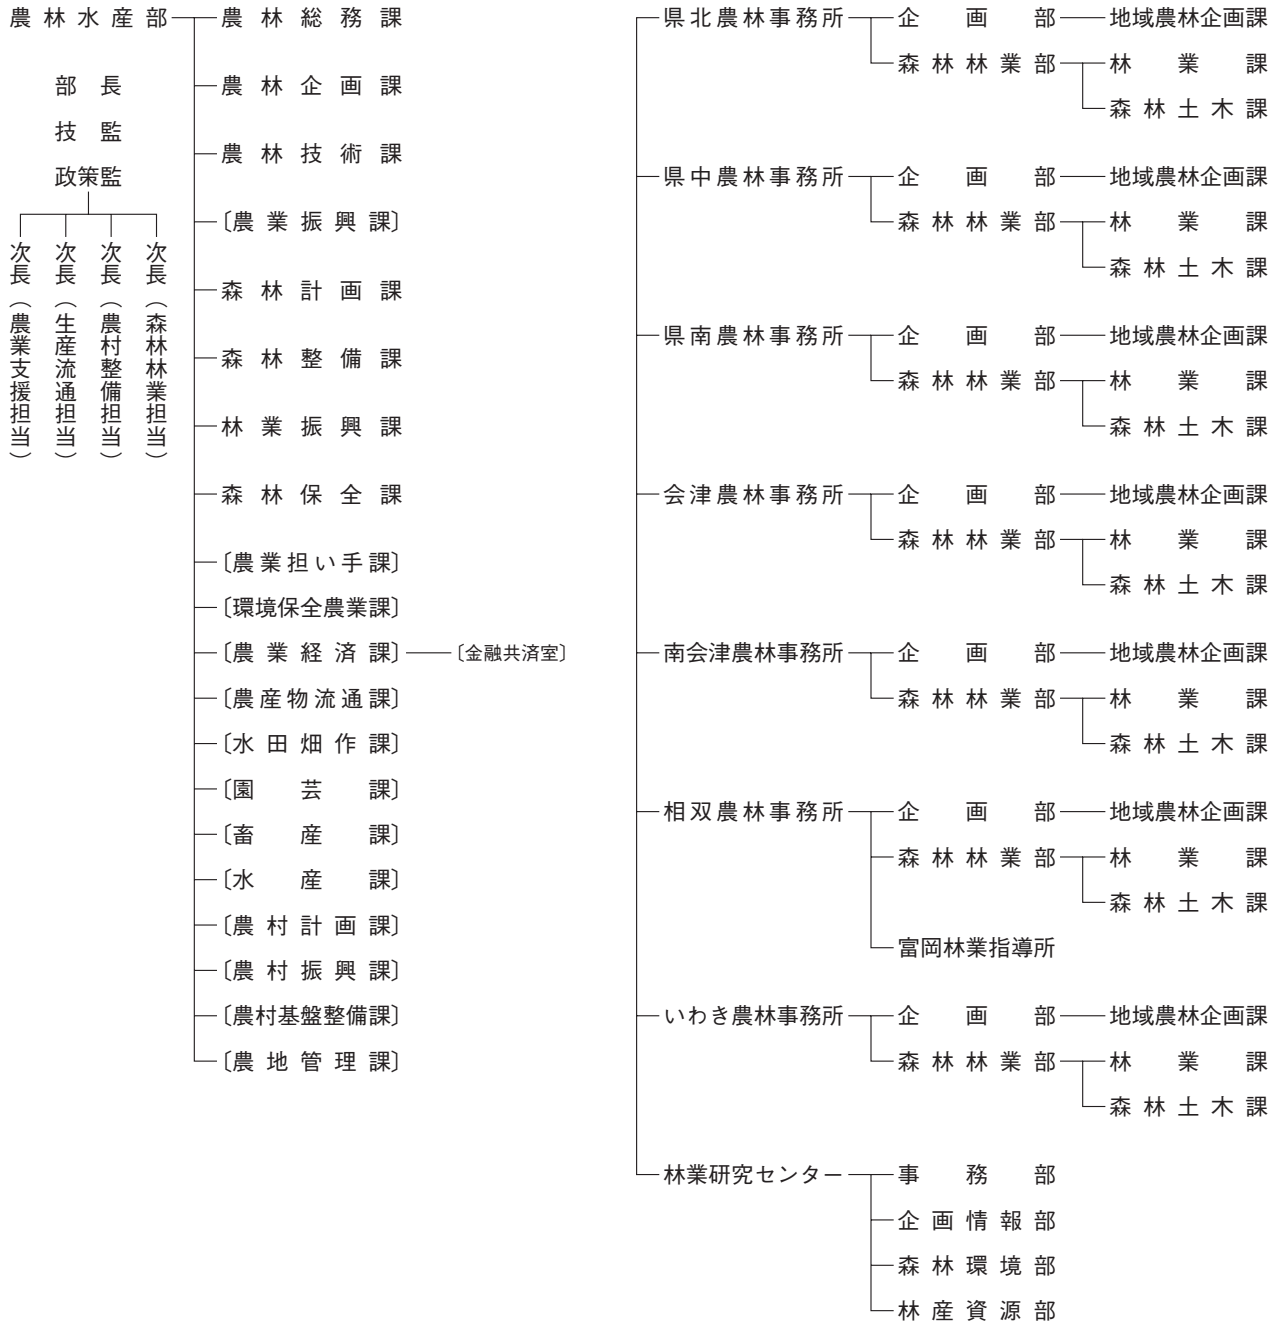 農林水産部
部長
技監
政策監
次長（農業支援担当）
次長（生産流通担当）
次長（農村整備担当）
次長（森林林業担当）
農林総務課
農林企画課
農林技術課
〔農業振興課〕
森林計画課
森林整備課
林業振興課
森林保全課
〔農業担い手課〕
〔環境保全農業課〕
〔農業経済課〕 〔金融共済室〕
〔農産物流通課〕
〔水田畑作課〕
〔園芸課〕
〔畜産課〕
〔水産課〕
〔農村計画課〕
〔農村振興課〕
〔農村基盤整備課〕
〔農地管理課〕
県北農林事務所 企画部 地域農林企画課
森林林業部 林業課
森林土木課
県中農林事務所 企画部 地域農林企画課
森林林業部 林業課
森林土木課
県南農林事務所 企画部 地域農林企画課
森林林業部 林業課
森林土木課
会津農林事務所 企画部 地域農林企画課
森林林業部 林業課
森林土木課
南会津農林事務所 企画部 地域農林企画課
森林林業部 林業課
森林土木課
相双農林事務所 企画部 地域農林企画課
森林林業部 林業課
森林土木課
富岡林業指導所
いわき農林事務所 企画部 地域農林企画課
森林林業部 林業課
森林土木課
林業研究センター 事務部
企画情報部
森林環境部
林産資源部